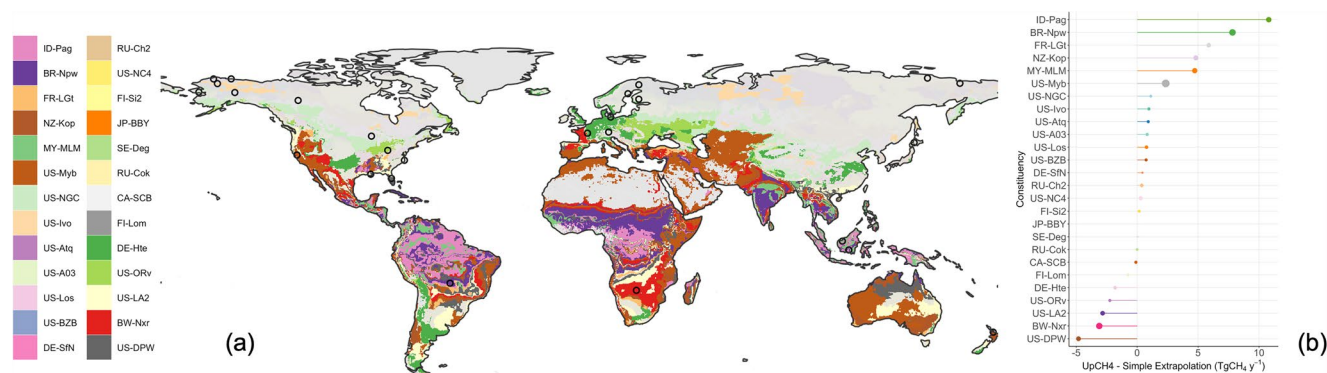 ID-Pag
BR-Npw
FR-LGt
NZ-Kop
MY-MLM
US-Myb
US-NGC
US-Ivo
US-Atq
US-A03
US-Los
US-BZB
DE-SfN
RU-Ch2
US-NC4
FI-Si2
JP-BBY
SE-Deg
RU-Cok
CA-SCB
FI-Lom
DE-Hte
US-ORv
US-LA2
BW-Nxr
US-DPW
(a)
Constituency
ID-Pag
BR-Npw
FR-LGt
NZ-Kop
MY-MLM
US-Myb
US-NGC
US-Ivo
US-Atq
US-A03
US-Los
US-BZB
DE-SfN
RU-Ch2
US-NC4
FI-Si2
JP-BBY
SE-Deg
RU-Cok
CA-SCB
FI-Lom
DE-Hte
US-ORv
US-LA2
BW-Nxr
US-DPW
-5 0 5 10
UpCH4 - Simple Extrapolation (TgCH₄ y⁻¹)
(b)